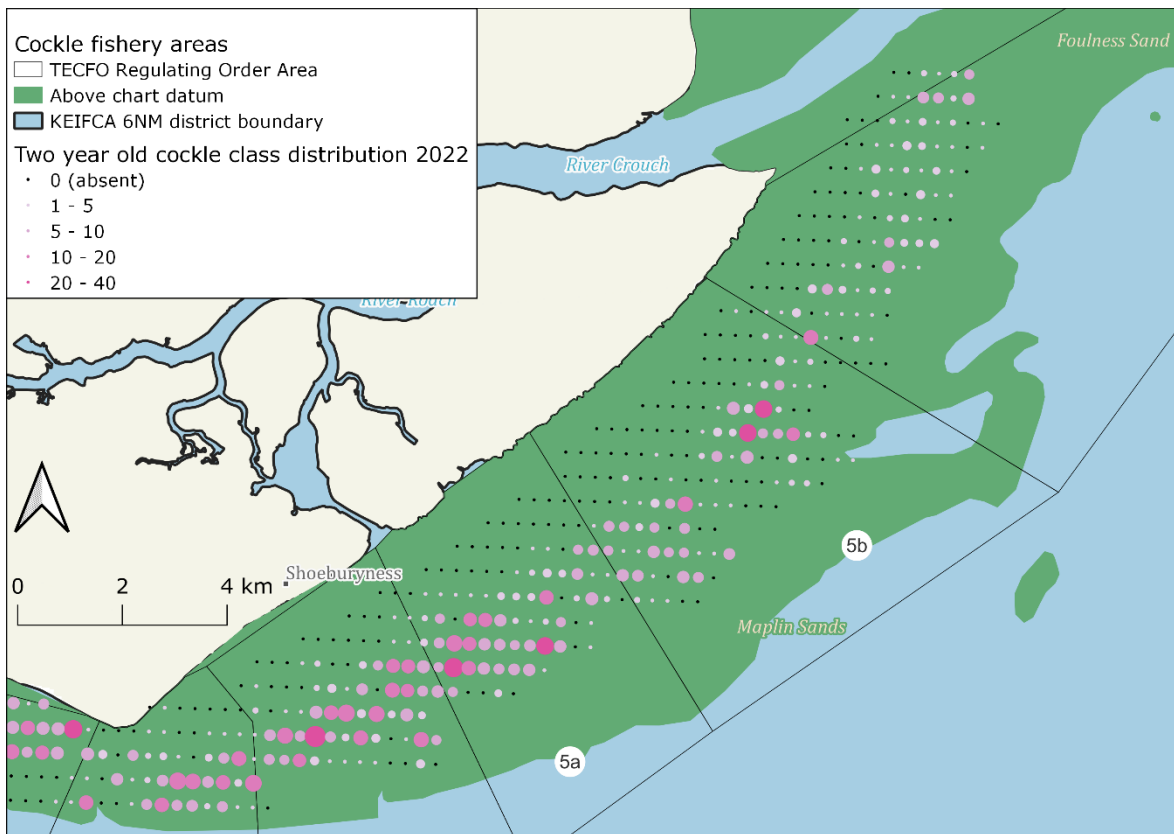 Cockle fishery areas
TECFO Regulating Order Area
Above chart datum
KEIFCA 6NM district boundary
Two year old cockle class distribution 2022
0 (absent)
1 - 5
5 - 10
10 - 20
20 - 40
Foulness Sand
River Crouch
River Roach
5b
Shoeburyness
0 2 4 km
Maplin Sands
5a